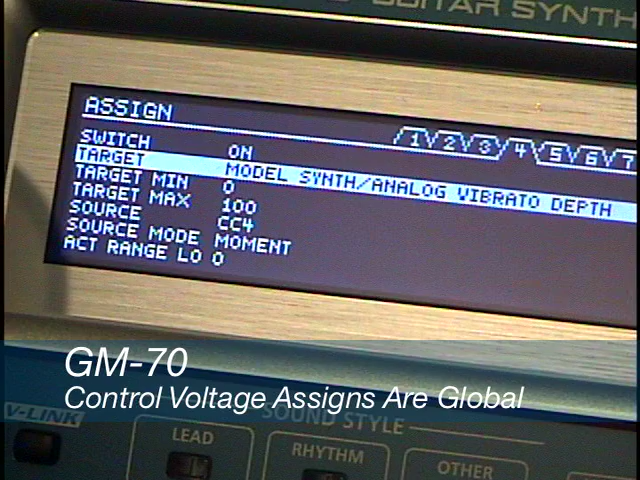 GUITAR SYNTH
ASSIGN
1 2 3 4 5 6 7
SWITCH ON
TARGET MODEL SYNTH/ANALOG VIBRATO DEPTH
TARGET MIN 0
TARGET MAX 100
SOURCE CC4
SOURCE MODE MOMENT
ACT RANGE LO 0
GM-70
Control Voltage Assigns Are Global
V-LINK
SOUND STYLE
LEAD
RHYTHM
OTHER